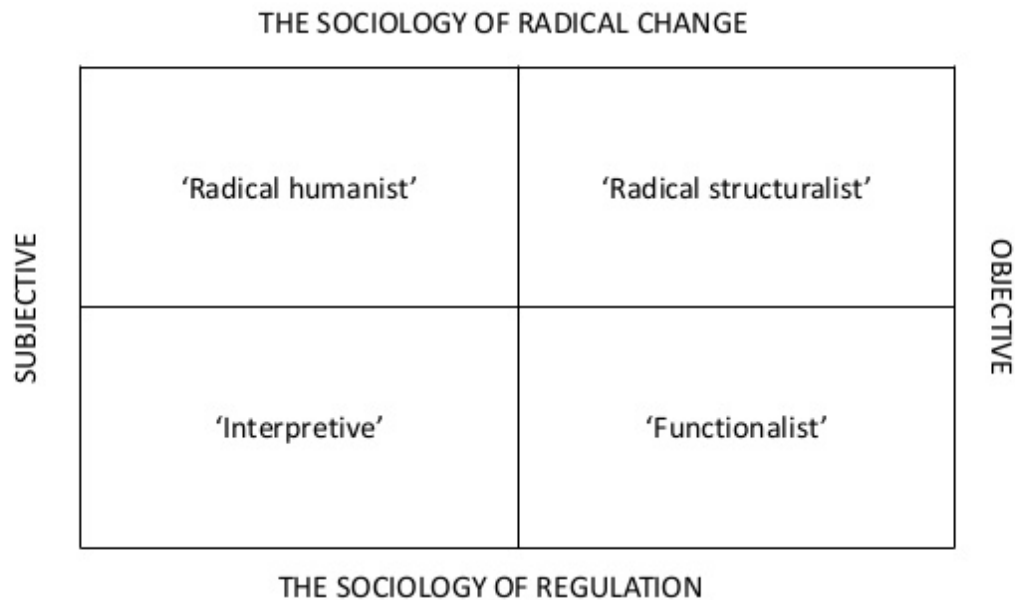 THE SOCIOLOGY OF RADICAL CHANGE
‘Radical humanist’
‘Radical structuralist’
SUBJECTIVE
OBJECTIVE
‘Interpretive’
‘Functionalist’
THE SOCIOLOGY OF REGULATION